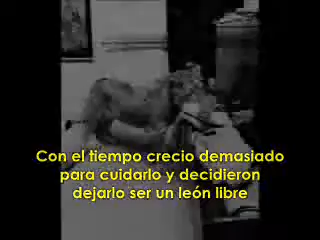 Con el tiempo crecio demasiado
para cuidarlo y decidieron
dejarlo ser un león libre